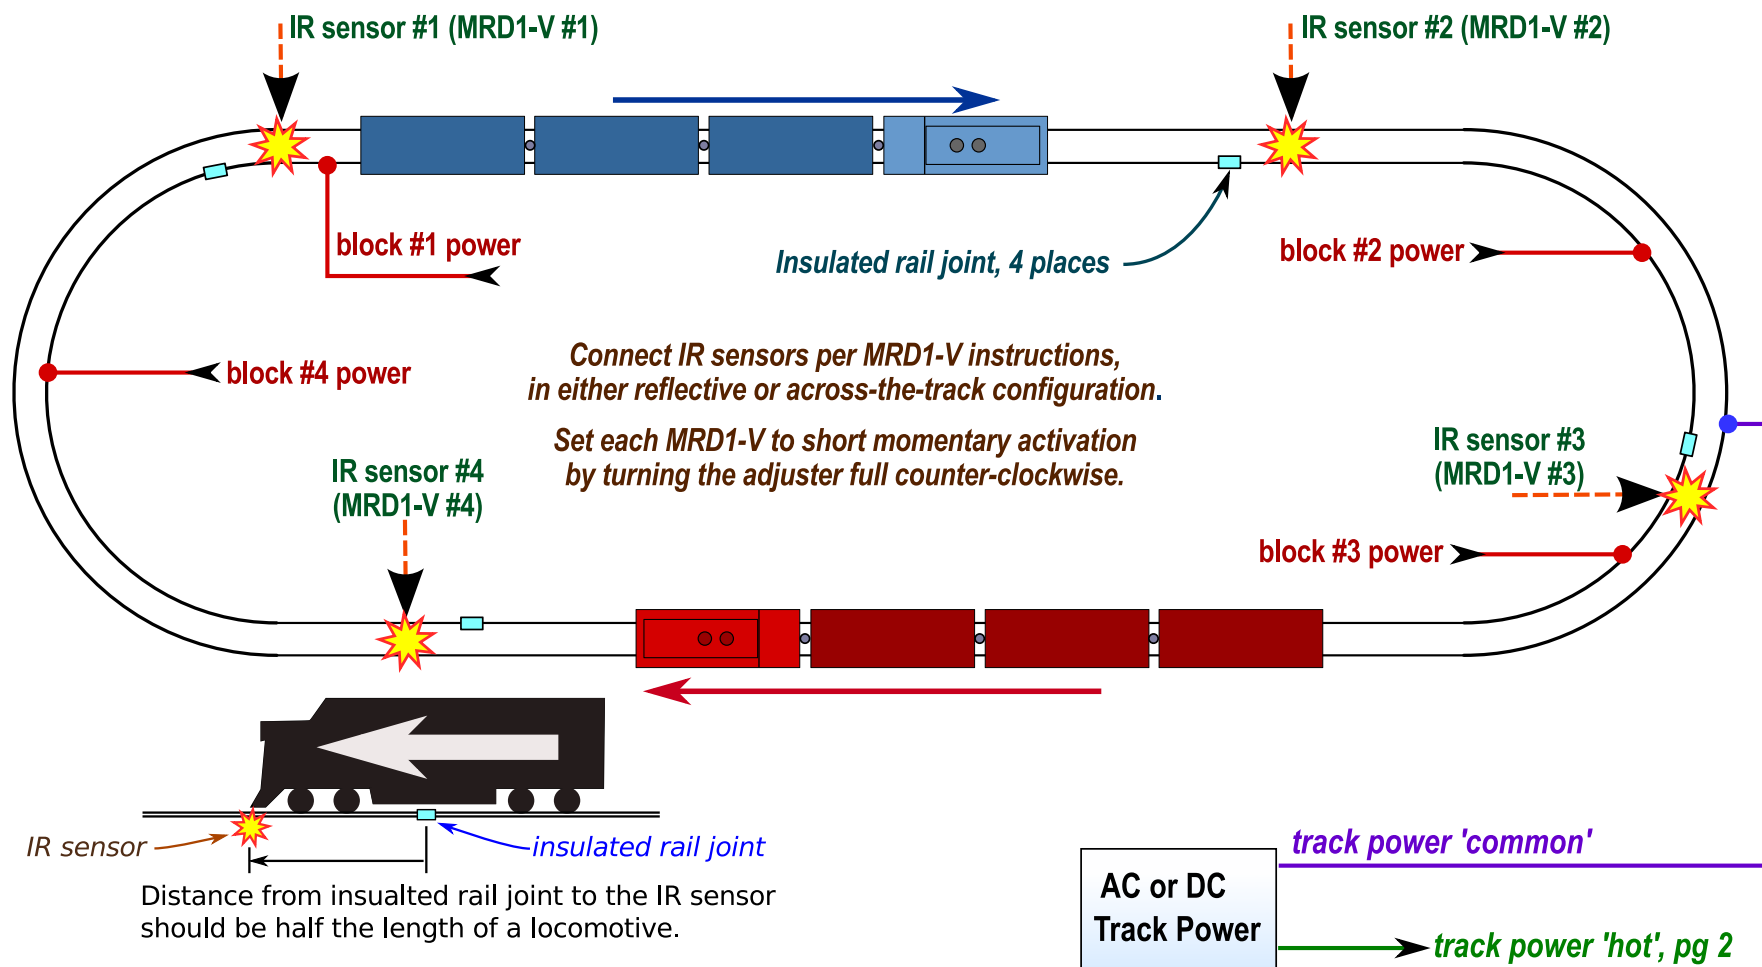 IR sensor #1 (MRD1-V #1)
IR sensor #2 (MRD1-V #2)
block #1 power
Insulated rail joint, 4 places
block #2 power
Connect IR sensors per MRD1-V instructions,
in either reflective or across-the-track configuration.
block #4 power
Set each MRD1-V to short momentary activation
by turning the adjuster full counter-clockwise.
IR sensor #3
(MRD1-V #3)
IR sensor #4
(MRD1-V #4)
block #3 power
IR sensor
insulated rail joint
Distance from insualted rail joint to the IR sensor
should be half the length of a locomotive.
track power 'common'
AC or DC
Track Power
track power 'hot', pg 2